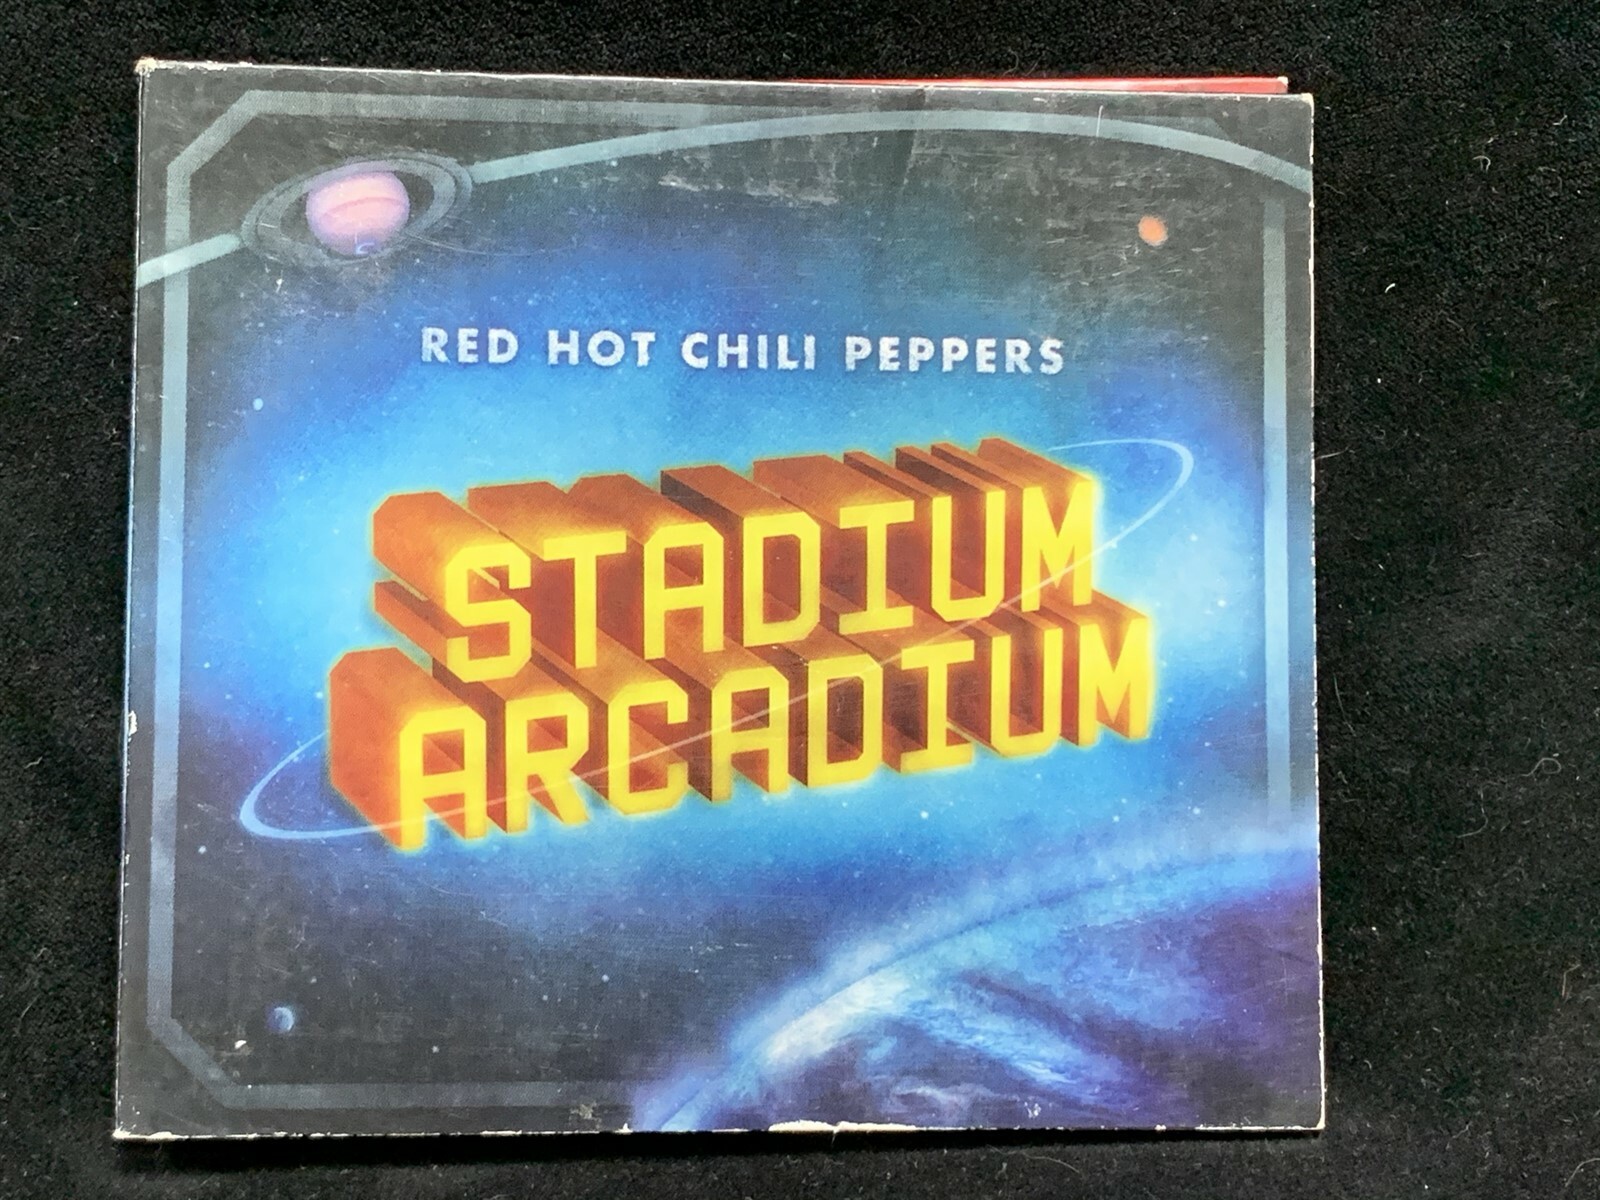 RED HOT CHILI PEPPERS
STADIUM
ARCADIUM